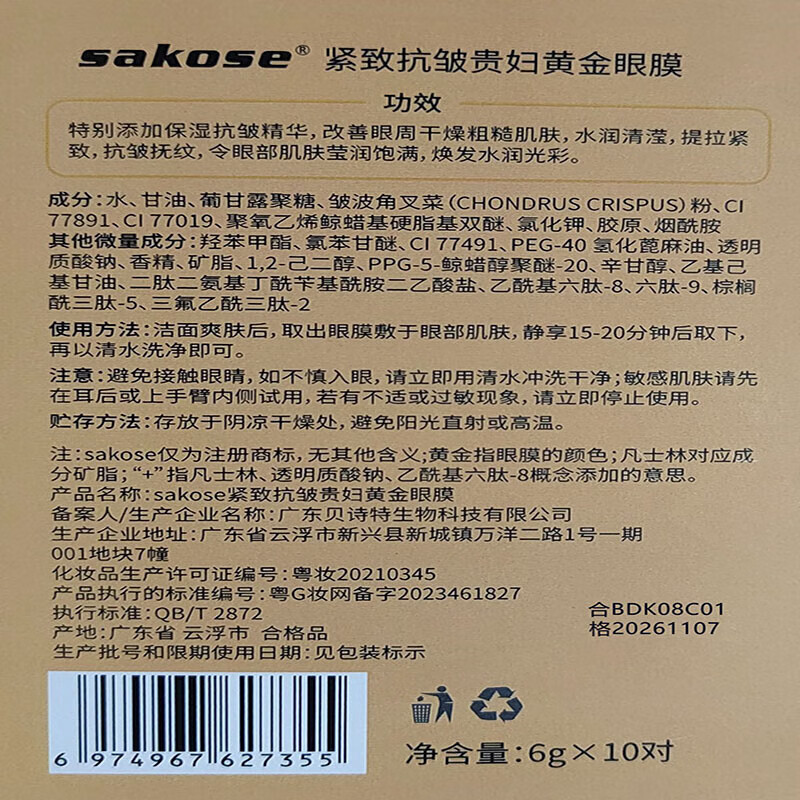 sakose® 紧致抗皱贵妇黄金眼膜
功效
特别添加保湿抗皱精华，改善眼周干燥粗糙肌肤，水润清滢，提拉紧
致，抗皱抚纹，令眼部肌肤莹润饱满，焕发水润光彩。
成分：水、甘油、葡甘露聚糖、皱波角叉菜（CHONDRUS CRISPUS）粉、CI
77891、CI 77019、聚氧乙烯鲸蜡基硬脂基双醚、氯化钾、胶原、烟酰胺
其他微量成分：羟苯甲酯、氯苯甘醚、CI 77491、PEG-40 氢化蓖麻油、透明
质酸钠、香精、矿脂、1,2-己二醇、PPG-5-鲸蜡醇聚醚-20、辛甘醇、乙基己
基甘油、二肽二氨基丁酰苄基酰胺二乙酸盐、乙酰基六肽-8、六肽-9、棕榈
酰三肽-5、三氟乙酰三肽-2
使用方法：洁面爽肤后，取出眼膜敷于眼部肌肤，静享15-20分钟后取下，
再以清水洗净即可。
注意：避免接触眼睛，如不慎入眼，请立即用清水冲洗干净；敏感肌肤请先
在耳后或上手臂内侧试用，若有不适或过敏现象，请立即停止使用。
贮存方法：存放于阴凉干燥处，避免阳光直射或高温。
注：sakose仅为注册商标，无其他含义；黄金指眼膜的颜色；凡士林对应成
分矿脂；“+”指凡士林、透明质酸钠、乙酰基六肽-8概念添加的意思。
产品名称：sakose紧致抗皱贵妇黄金眼膜
备案人/生产企业名称：广东贝诗特生物科技有限公司
生产企业地址：广东省云浮市新兴县新城镇万洋二路1号一期
001地块7幢
化妆品生产许可证编号：粤妆20210345
产品执行的标准编号：粤G妆网备字2023461827
执行标准：QB/T 2872
产地：广东省 云浮市 合格品
生产批号和限期使用日期：见包装标示
合BDK08C01
格20261107
6 974967 627355
净含量：6g×10对